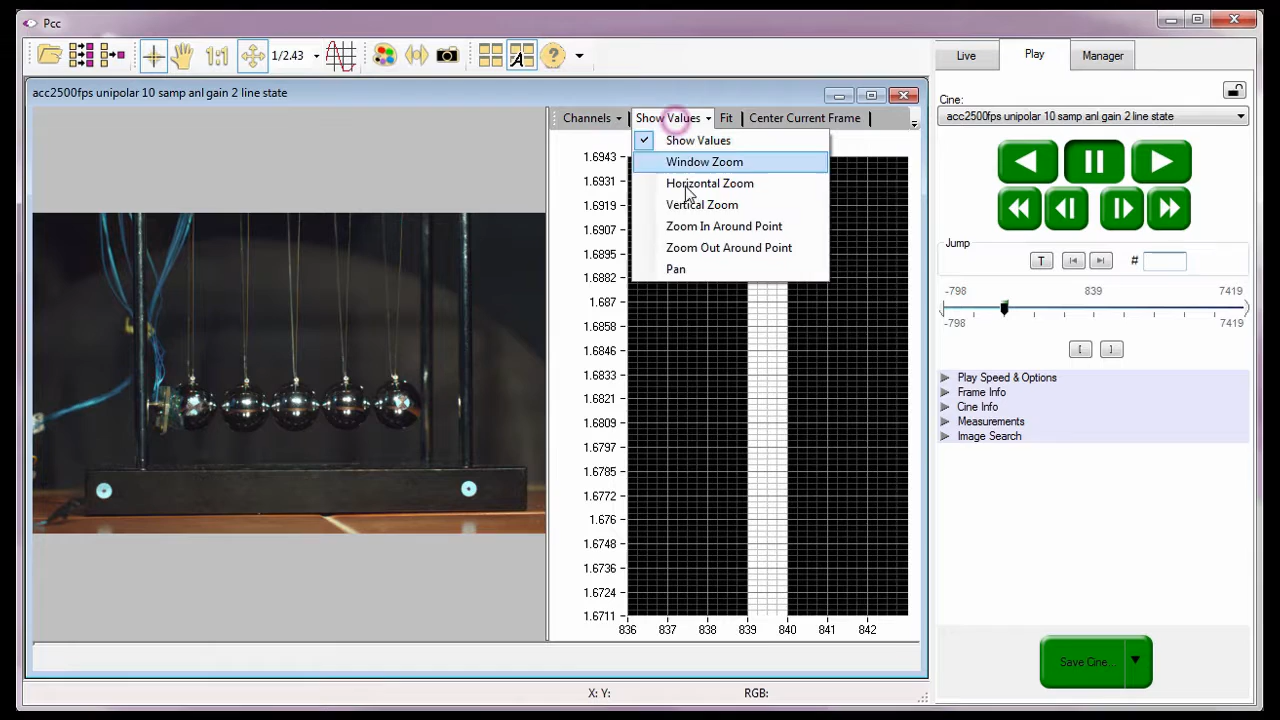 Pcc
1:1
1/2.43
A
?
acc2500fps unipolar 10 samp anl gain 2 line state
Channels
Show Values
Fit
Center Current Frame
Show Values
Window Zoom
Horizontal Zoom
Vertical Zoom
Zoom In Around Point
Zoom Out Around Point
Pan
1.6943
1.6931
1.6919
1.6907
1.6895
1.6882
1.687
1.6858
1.6846
1.6833
1.6821
1.6809
1.6797
1.6785
1.6772
1.676
1.6748
1.6736
1.6723
1.6711
836 837 838 839 840 841 842
X: Y: RGB:
Live Play Manager
Cine:
acc2500fps unipolar 10 samp anl gain 2 line state
Jump
T #
-798 839 7419
-798 7419
[ ]
Play Speed & Options
Frame Info
Cine Info
Measurements
Image Search
Save Cine...